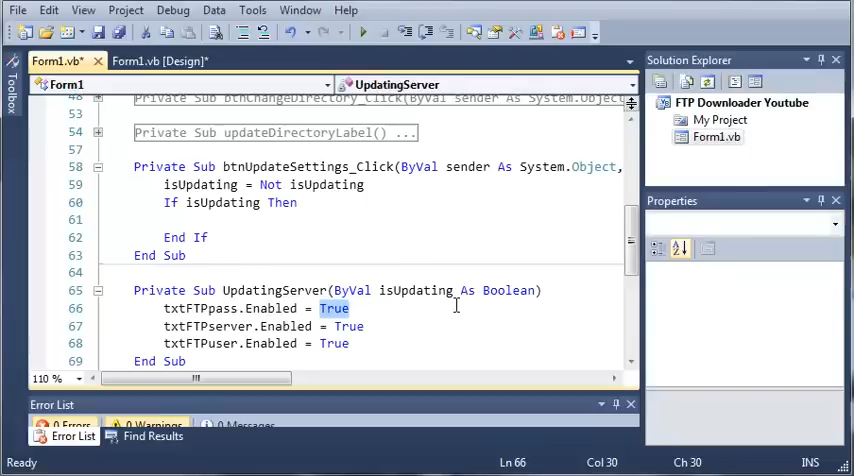 File Edit View Project Debug Data Tools Window Help
Form1.vb* Form1.vb [Design]*
Toolbox
Form1 UpdatingServer
48 Private Sub btnChangeDirectory_Click(ByVal sender As System.Object
53
54 Private Sub updateDirectoryLabel() ...
57
58 Private Sub btnUpdateSettings_Click(ByVal sender As System.Object,
59 isUpdating = Not isUpdating
60 If isUpdating Then
61
62 End If
63 End Sub
64
65 Private Sub UpdatingServer(ByVal isUpdating As Boolean)
66 txtFTPpass.Enabled = True
67 txtFTPserver.Enabled = True
68 txtFTPuser.Enabled = True
69 End Sub
110 %
Error List
0 Errors 0 Warnings 0 Messages
Error List Find Results
Solution Explorer
FTP Downloader Youtube
My Project
Form1.vb
Properties
Ready Ln 66 Col 30 Ch 30 INS